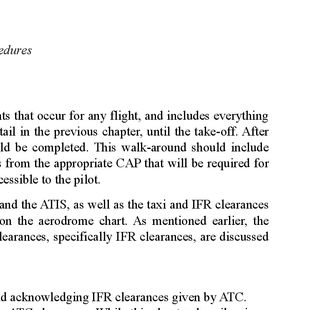 edures
ts that occur for any flight, and includes everything
tail in the previous chapter, until the take-off. After
ld be completed. This walk-around should include
s from the appropriate CAP that will be required for
cessible to the pilot.
and the ATIS, as well as the taxi and IFR clearances
on the aerodrome chart. As mentioned earlier, the
learances, specifically IFR clearances, are discussed
d acknowledging IFR clearances given by ATC.